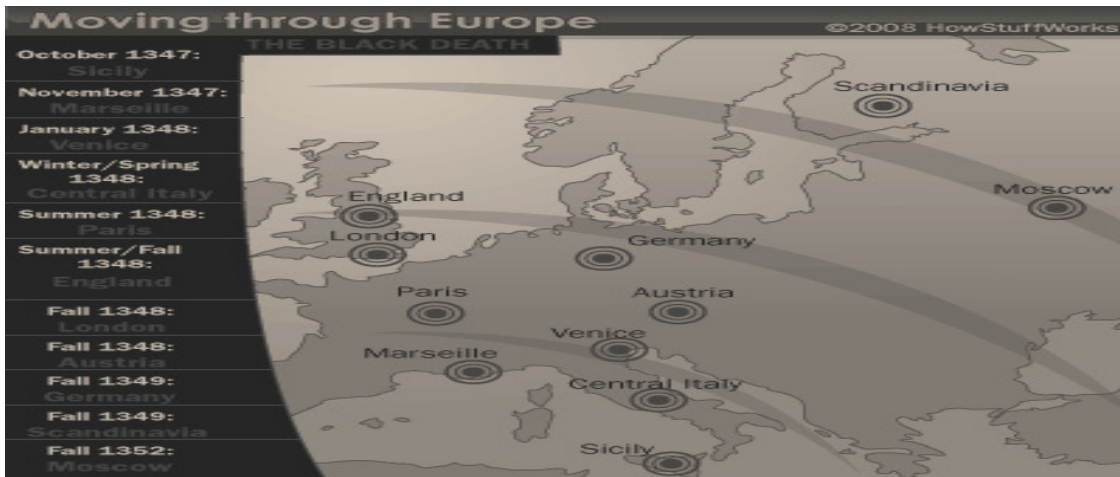 Moving through Europe
©2008 HowStuffWorks
THE BLACK DEATH
October 1347:
Sicily
November 1347:
Marseille
January 1348:
Venice
Winter/Spring
1348:
Central Italy
Summer 1348:
Paris
Summer/Fall
1348:
England
Fall 1348:
London
Fall 1348:
Austria
Fall 1349:
Germany
Fall 1349:
Scandinavia
Fall 1352:
Moscow
Scandinavia
Moscow
England
London
Germany
Paris
Austria
Venice
Marseille
Central Italy
Sicily